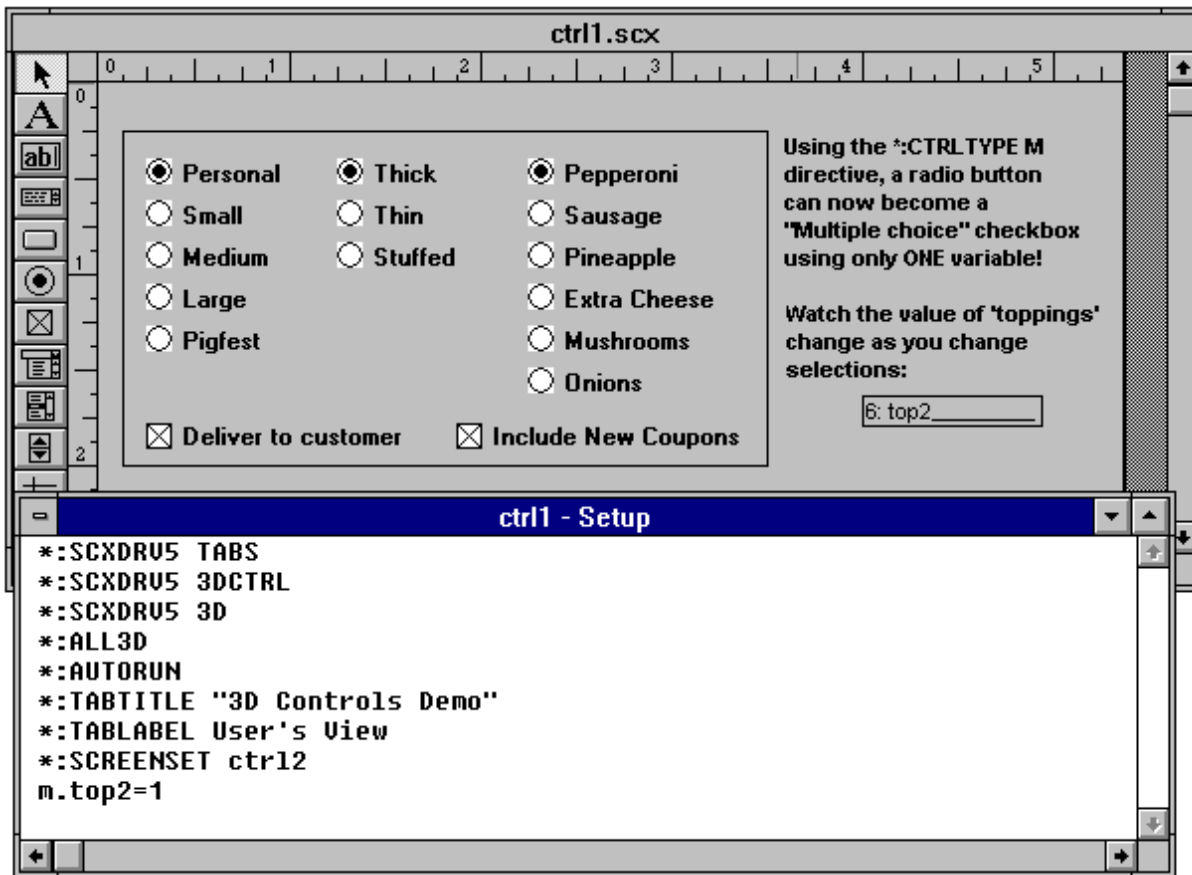 ctrl1.scx
0 1 2 3 4 5
0
1
2
A
ab
Personal Thick Pepperoni
Small Thin Sausage
Medium Stuffed Pineapple
Large Extra Cheese
Pigfest Mushrooms
Onions
Deliver to customer Include New Coupons
Using the *:CTRLTYPE M
directive, a radio button
can now become a
"Multiple choice" checkbox
using only ONE variable!
Watch the value of 'toppings'
change as you change
selections:
6: top2_________
ctrl1 - Setup
*:SCXDRV5 TABS
*:SCXDRV5 3DCTRL
*:SCXDRV5 3D
*:ALL3D
*:AUTORUN
*:TABTITLE "3D Controls Demo"
*:TABLABEL User's View
*:SCREENSET ctrl2
m.top2=1